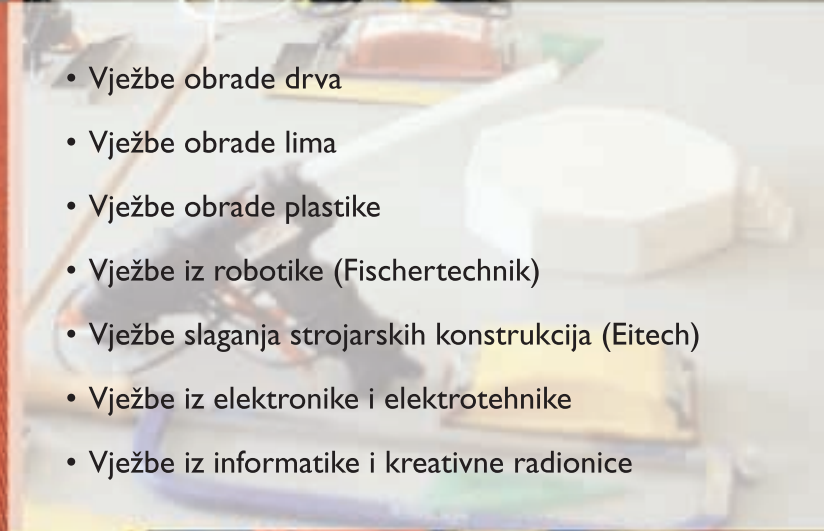 • Vježbe obrade drva
• Vježbe obrade lima
• Vježbe obrade plastike
• Vježbe iz robotike (Fischertechnik)
• Vježbe slaganja strojarskih konstrukcija (Eitech)
• Vježbe iz elektronike i elektrotehnike
• Vježbe iz informatike i kreativne radionice